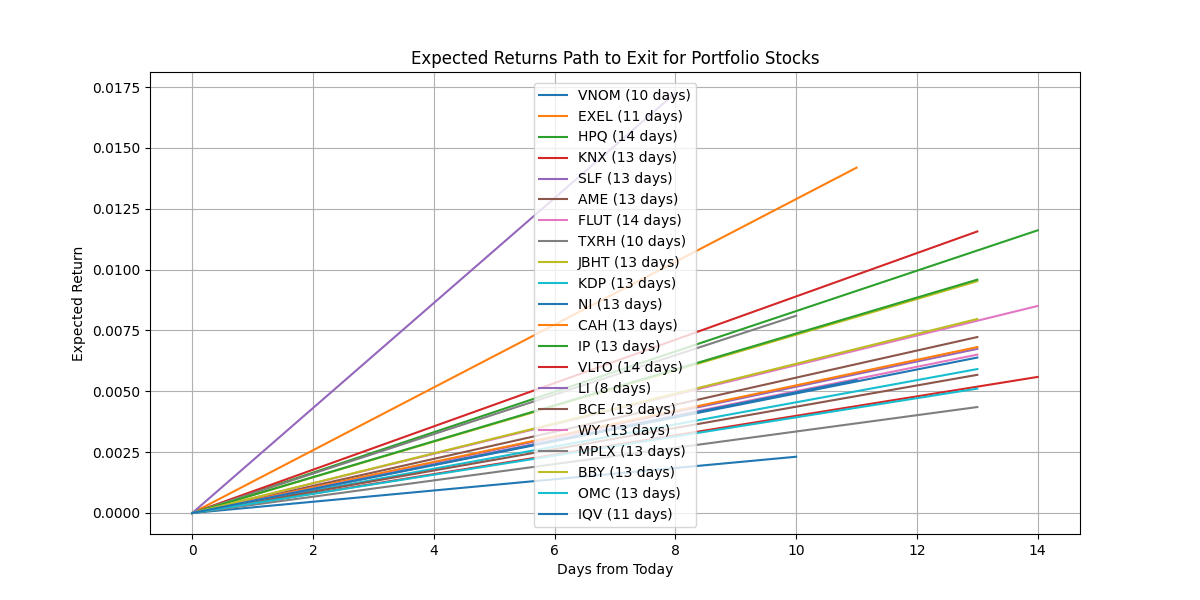 Expected Returns Path to Exit for Portfolio Stocks
Expected Return
0.0175
0.0150
0.0125
0.0100
0.0075
0.0050
0.0025
0.0000
VNOM (10 days)
EXEL (11 days)
HPQ (14 days)
KNX (13 days)
SLF (13 days)
AME (13 days)
FLUT (14 days)
TXRH (10 days)
JBHT (13 days)
KDP (13 days)
NI (13 days)
CAH (13 days)
IP (13 days)
VLTO (14 days)
LI (8 days)
BCE (13 days)
WY (13 days)
MPLX (13 days)
BBY (13 days)
OMC (13 days)
IQV (11 days)
0 2 4 6 8 10 12 14
Days from Today